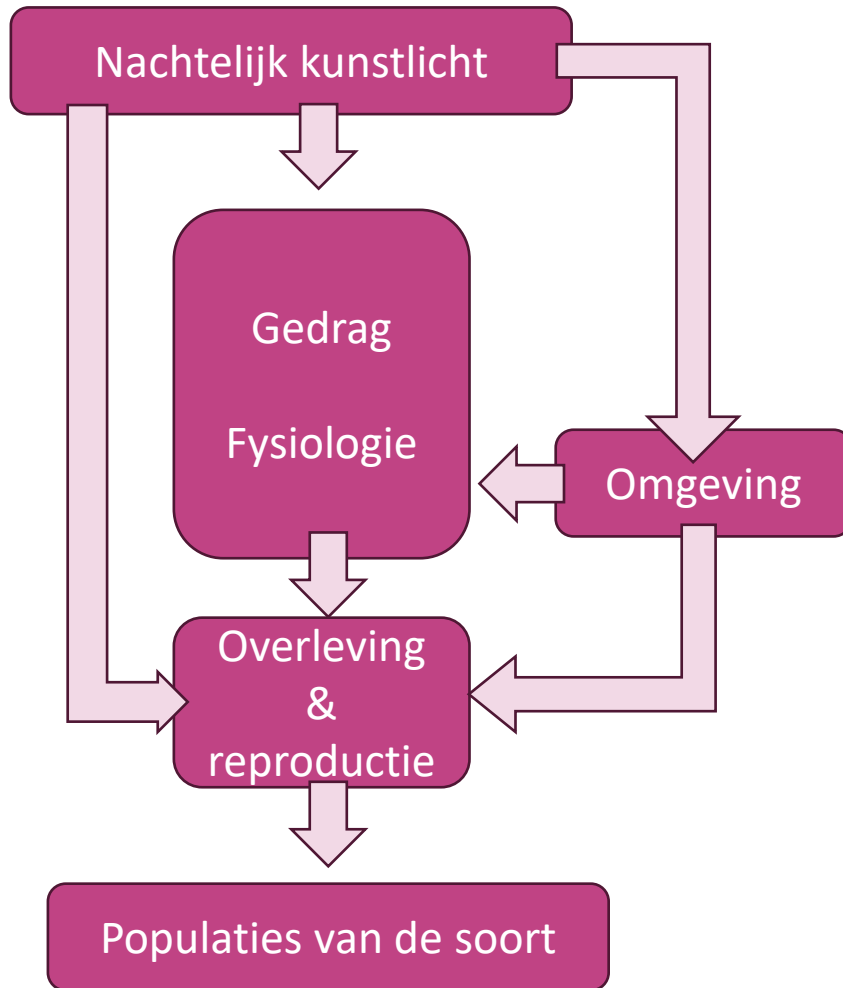 Nachtelijk kunstlicht
Gedrag
Fysiologie
Omgeving
Overleving
&
reproductie
Populaties van de soort